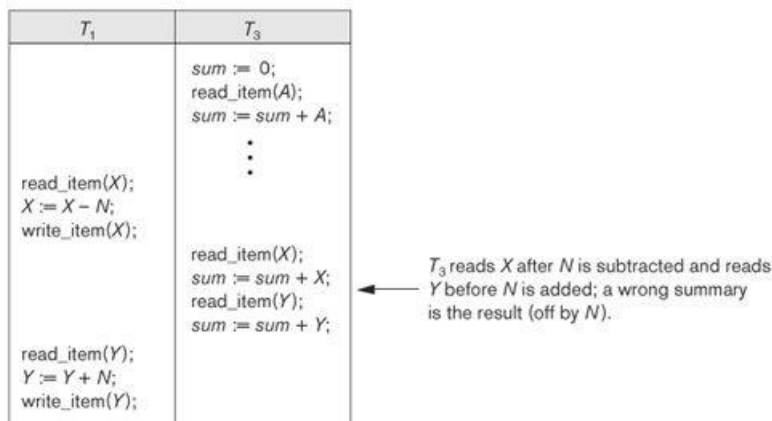 T₁ T₃
sum := 0;
read_item(A);
sum := sum + A;
read_item(X);
X := X – N;
write_item(X);
read_item(X);
sum := sum + X;
read_item(Y);
sum := sum + Y;
T₃ reads X after N is subtracted and reads
Y before N is added; a wrong summary
is the result (off by N).
read_item(Y);
Y := Y + N;
write_item(Y);